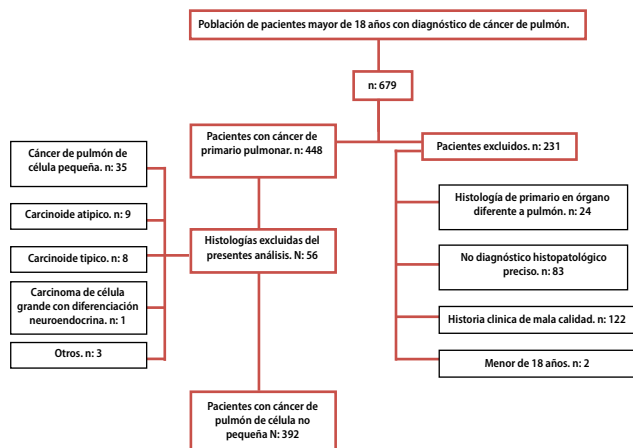 Población de pacientes mayor de 18 años con diagnóstico de cáncer de pulmón.
n: 679
Pacientes con cáncer de
primario pulmonar. n: 448
Pacientes excluidos. n: 231
Cáncer de pulmón de
célula pequeña. n: 35
Carcinoide atipico. n: 9
Carcinoide tipico. n: 8
Carcinoma de célula
grande con diferenciación
neuroendocrina. n: 1
Otros. n: 3
Histologías excluidas del
presentes análisis. N: 56
Histología de primario en órgano
diferente a pulmón. n: 24
No diagnóstico histopatológico
preciso. n: 83
Historia clinica de mala calidad. n: 122
Menor de 18 años. n: 2
Pacientes con cáncer de
pulmón de célula no
pequeña N: 392